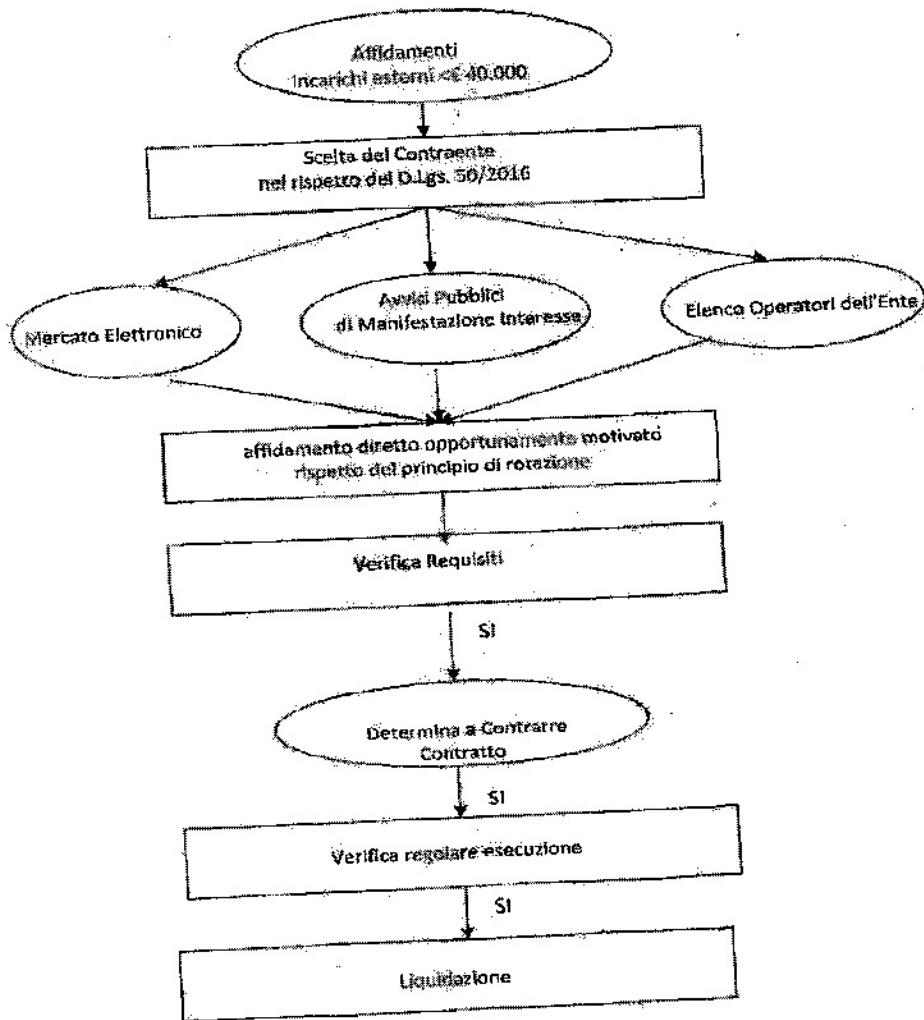 Affidamenti
Incarichi esterni <€ 40.000
Scelta del Contraente
nel rispetto del D.Lgs. 50/2016
Mercato Elettronico
Avvisi Pubblici
di Manifestazione Interesse
Elenco Operatori dell'Ente
affidamento diretto opportunamente motivato
rispetto del principio di rotazione
Verifica Requisiti
SI
Determina a Contrarre
Contratto
SI
Verifica regolare esecuzione
SI
Liquidazione